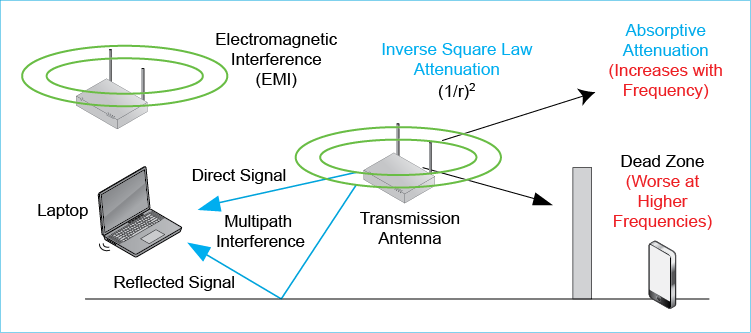 Electromagnetic
Interference
(EMI)
Inverse Square Law
Attenuation
(1/r)²
Absorptive
Attenuation
(Increases with
Frequency)
Direct Signal
Laptop
Multipath
Interference
Transmission
Antenna
Reflected Signal
Dead Zone
(Worse at
Higher
Frequencies)